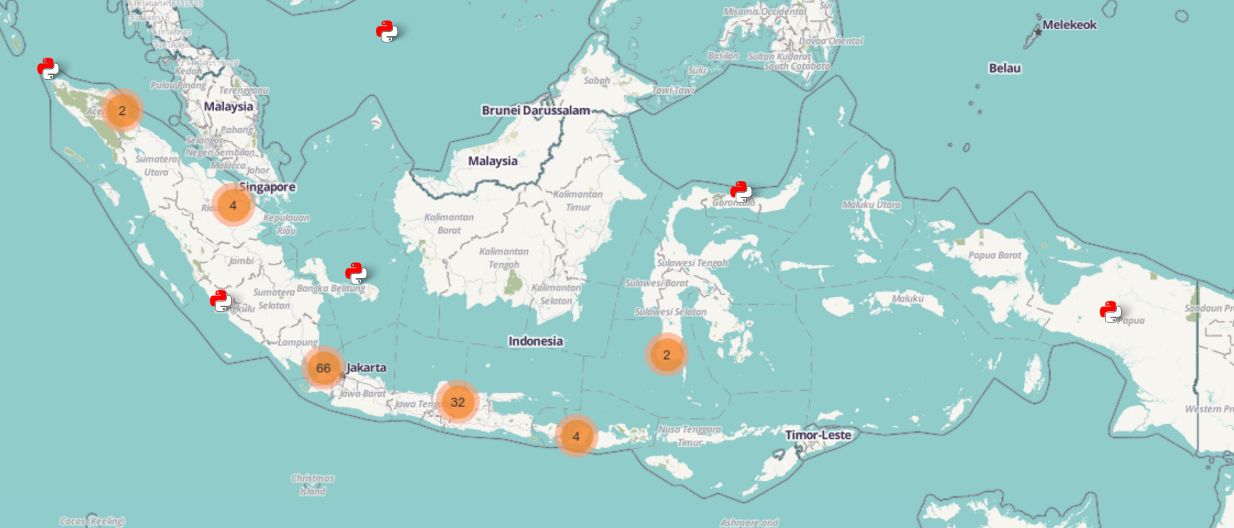 Misamis Occidental
Melekeok
Davao Oriental
Basilan
Sultan Kudarat
South Cotabato
Belau
Sulu
Kedah
Pulau Pinang
Terengganu
Sabah
Tawi-Tawi
2
Malaysia
Brunei Darussalam
Pahang
Selangor
Negeri Sembilan
Malacca
Johor
Sumatera
Utara
Malaysia
Singapore
4
Riau
Kepulauan
Riau
Kalimantan
Timur
Kalimantan
Barat
Gorontalo
Maluku Utara
Kalimantan
Tengah
Sulawesi Tengah
Papua Barat
Jambi
Bangka Belitung
Sumatera
Selatan
Kalimantan
Selatan
Sulawesi Barat
Maluku
Sulawesi Selatan
Papua
Sandaun Pr
Lampung
Indonesia
2
66
Jakarta
Jawa Barat
32
Jawa Teng
4
Nusa Tenggara
Timur
Timor-Leste
Western Pr
Christmas
Island
Cocos (Keeling)
Ashmore and